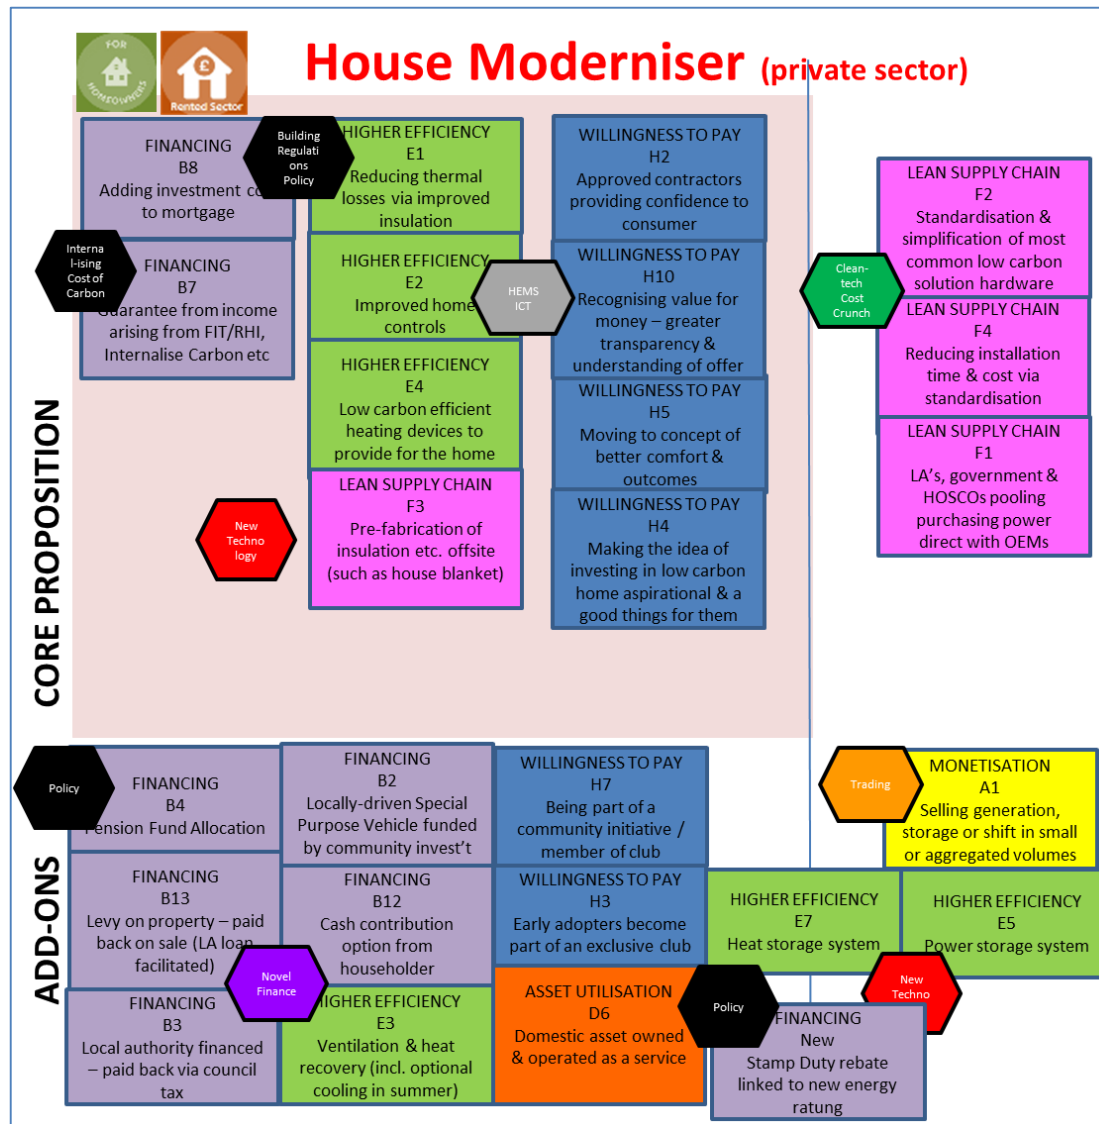 FOR
HOMEOWNERS
£
Rented Sector
House Moderniser (private sector)
CORE PROPOSITION
FINANCING
B8
Adding investment co
to mortgage
Building
Regulati
ons
Policy
HIGHER EFFICIENCY
E1
Reducing thermal
losses via improved
insulation
WILLINGNESS TO PAY
H2
Approved contractors
providing confidence to
consumer
LEAN SUPPLY CHAIN
F2
Standardisation &
simplification of most
common low carbon
solution hardware
Interna
l-ising
Cost of
Carbon
FINANCING
B7
Guarantee from income
arising from FIT/RHI,
Internalise Carbon etc
HIGHER EFFICIENCY
E2
Improved home
controls
HEMS
ICT
WILLINGNESS TO PAY
H10
Recognising value for
money – greater
transparency &
understanding of offer
Clean-
tech
Cost
Crunch
LEAN SUPPLY CHAIN
F4
Reducing installation
time & cost via
standardisation
HIGHER EFFICIENCY
E4
Low carbon efficient
heating devices to
provide for the home
WILLINGNESS TO PAY
H5
Moving to concept of
better comfort &
outcomes
LEAN SUPPLY CHAIN
F1
LA's, government &
HOSCOs pooling
purchasing power
direct with OEMs
New
Techno
logy
LEAN SUPPLY CHAIN
F3
Pre-fabrication of
insulation etc. offsite
(such as house blanket)
WILLINGNESS TO PAY
H4
Making the idea of
investing in low carbon
home aspirational & a
good things for them
ADD-ONS
Policy
FINANCING
B4
Pension Fund Allocation
FINANCING
B2
Locally-driven Special
Purpose Vehicle funded
by community invest't
WILLINGNESS TO PAY
H7
Being part of a
community initiative /
member of club
Trading
MONETISATION
A1
Selling generation,
storage or shift in small
or aggregated volumes
FINANCING
B13
Levy on property – paid
back on sale (LA loan
facilitated)
FINANCING
B12
Cash contribution
option from
householder
WILLINGNESS TO PAY
H3
Early adopters become
part of an exclusive club
HIGHER EFFICIENCY
E7
Heat storage system
HIGHER EFFICIENCY
E5
Power storage system
Novel
Finance
FINANCING
B3
Local authority financed
– paid back via council
tax
HIGHER EFFICIENCY
E3
Ventilation & heat
recovery (incl. optional
cooling in summer)
ASSET UTILISATION
D6
Domestic asset owned
& operated as a service
Policy
New
Techno
FINANCING
New
Stamp Duty rebate
linked to new energy
ratung